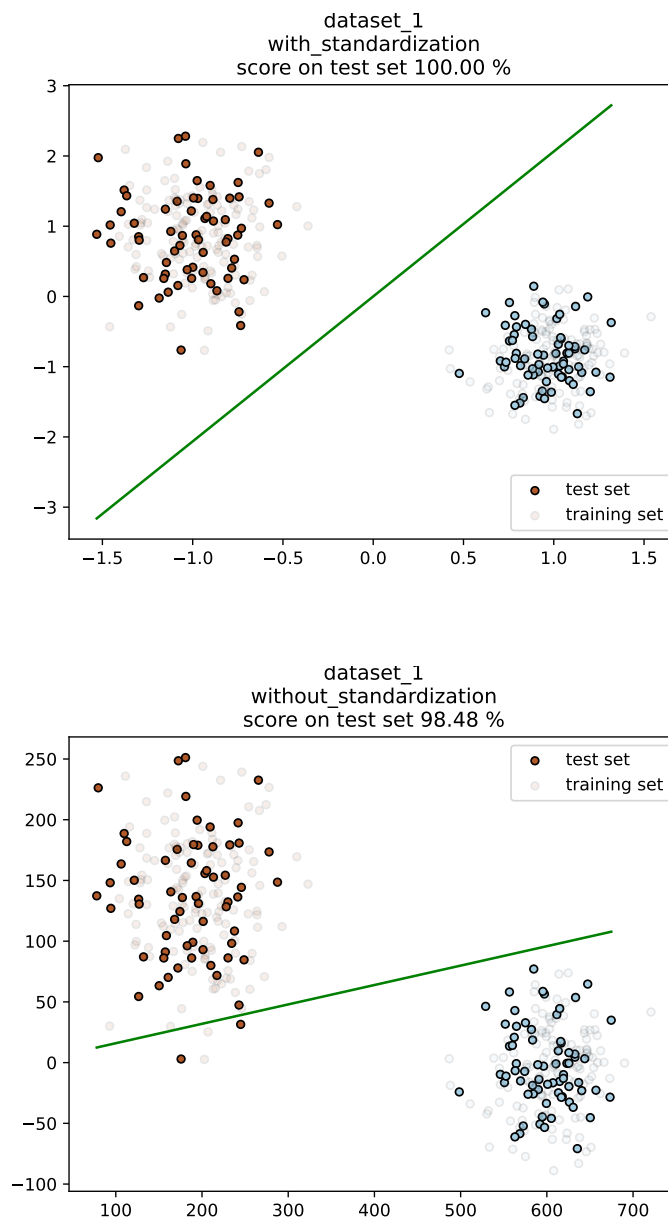 dataset_1
with_standardization
score on test set 100.00 %
3
2
1
0
−1
−2
−3
test set
training set
−1.5 −1.0 −0.5 0.0 0.5 1.0 1.5
dataset_1
without_standardization
score on test set 98.48 %
test set
training set
250
200
150
100
50
0
−50
−100
100 200 300 400 500 600 700